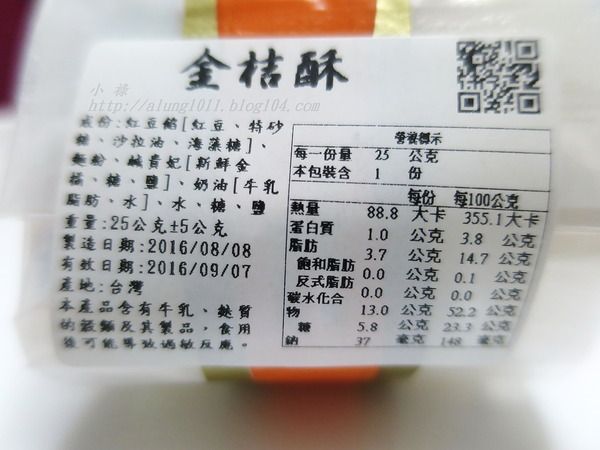 金桔酥
小祿
http://alung1011.blog104.com
成份:紅豆餡[紅豆、特砂
糖、沙拉油、海藻糖]、
麵粉、鹹貴妃[新鮮金
橘、糖、鹽]、奶油[牛乳
脂肪、水]、水、糖、鹽
重量:25公克±5公克
製造日期:2016/08/08
有效日期:2016/09/07
產地:台灣
本產品含有牛乳、麩質
的穀類及其製品，食用
後可能導致過敏反應。
營養標示
每一份量 25 公克
本包裝含 1 份
每份 每100公克
熱量 88.8 大卡 355.1大卡
蛋白質 1.0 公克 3.8 公克
脂肪 3.7 公克 14.7 公克
飽和脂肪 0.0 公克 0.1 公克
反式脂肪 0.0 公克 0.0 公克
碳水化合
物 13.0 公克 52.2 公克
糖 5.8 公克 23.3 公克
鈉 37 毫克 148 毫克